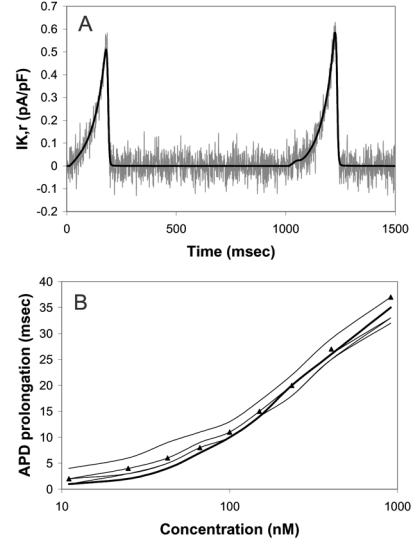 A
0.7
0.6
0.5
0.4
0.3
0.2
0.1
0
-0.1
-0.2
IK,r (pA/pF)
0 500 1000 1500
Time (msec)
B
40
35
30
25
20
15
10
5
0
APD prolongation (msec)
10 100 1000
Concentration (nM)